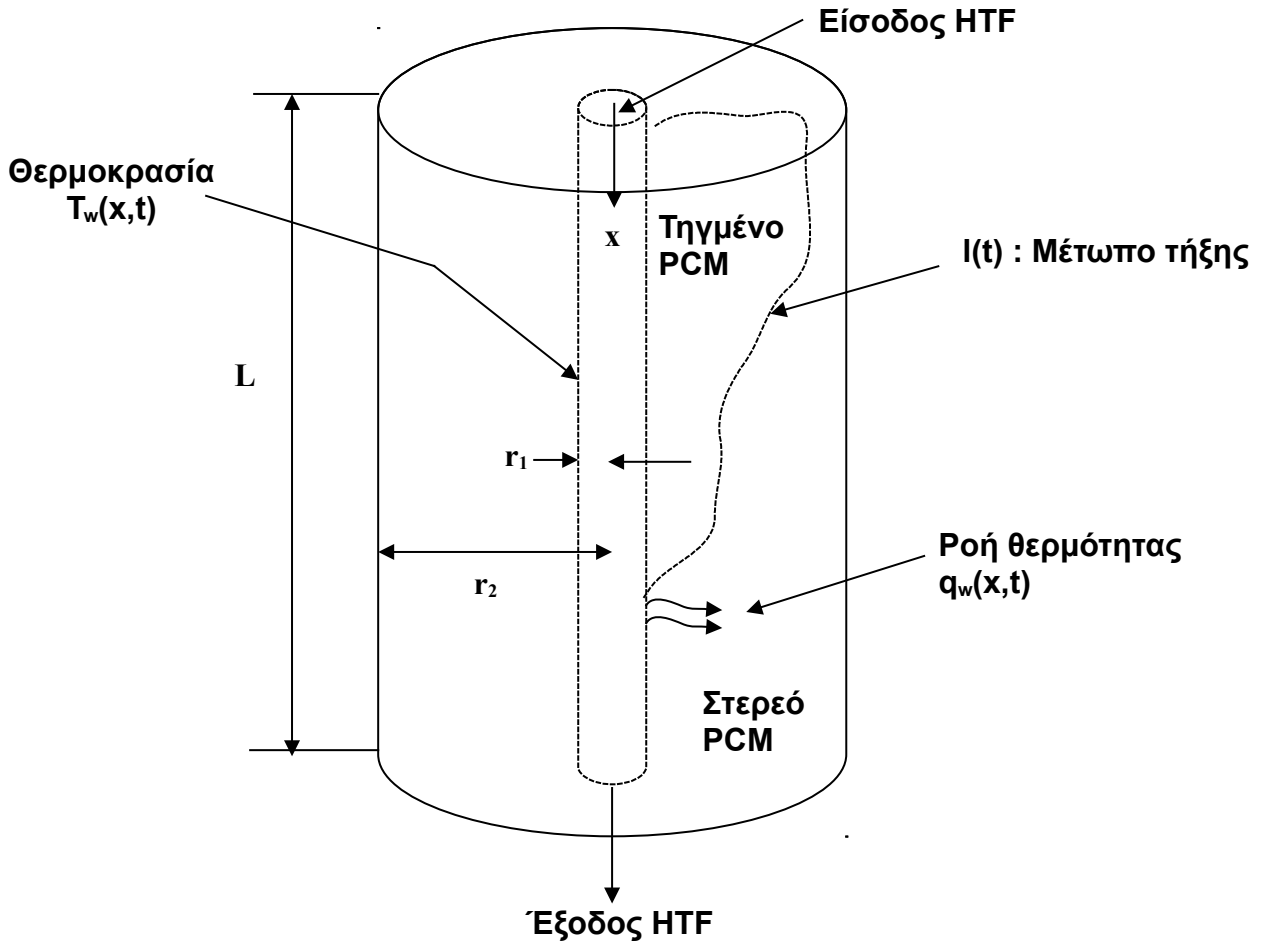 Είσοδος HTF
Θερμοκρασία
Tw(x,t)
x
Τηγμένο
PCM
l(t) : Μέτωπο τήξης
L
r1
r2
Ροή θερμότητας
qw(x,t)
Στερεό
PCM
Έξοδος HTF